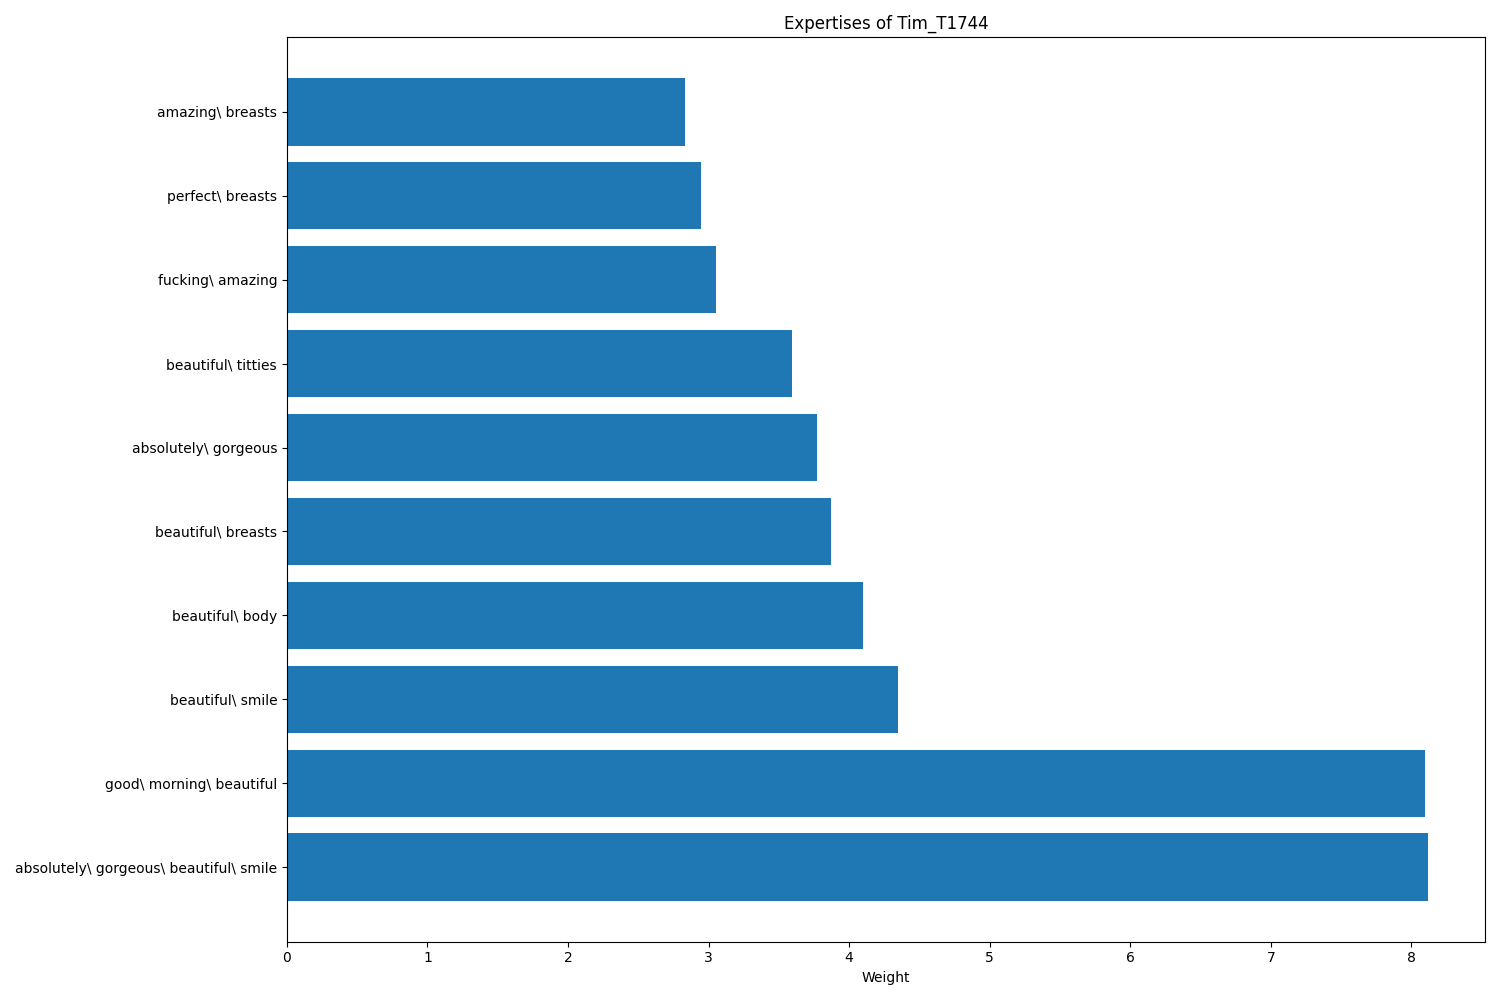 Expertises of Tim_T1744
amazing\ breasts
perfect\ breasts
fucking\ amazing
beautiful\ titties
absolutely\ gorgeous
beautiful\ breasts
beautiful\ body
beautiful\ smile
good\ morning\ beautiful
absolutely\ gorgeous\ beautiful\ smile
0 1 2 3 4 5 6 7 8
Weight